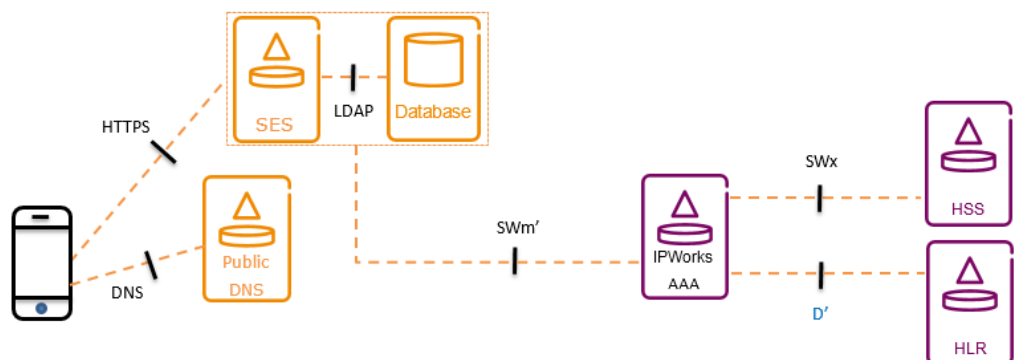 SES
LDAP
Database
HTTPS
Public
DNS
DNS
SWm'
IPWorks
AAA
SWx
D'
HSS
HLR